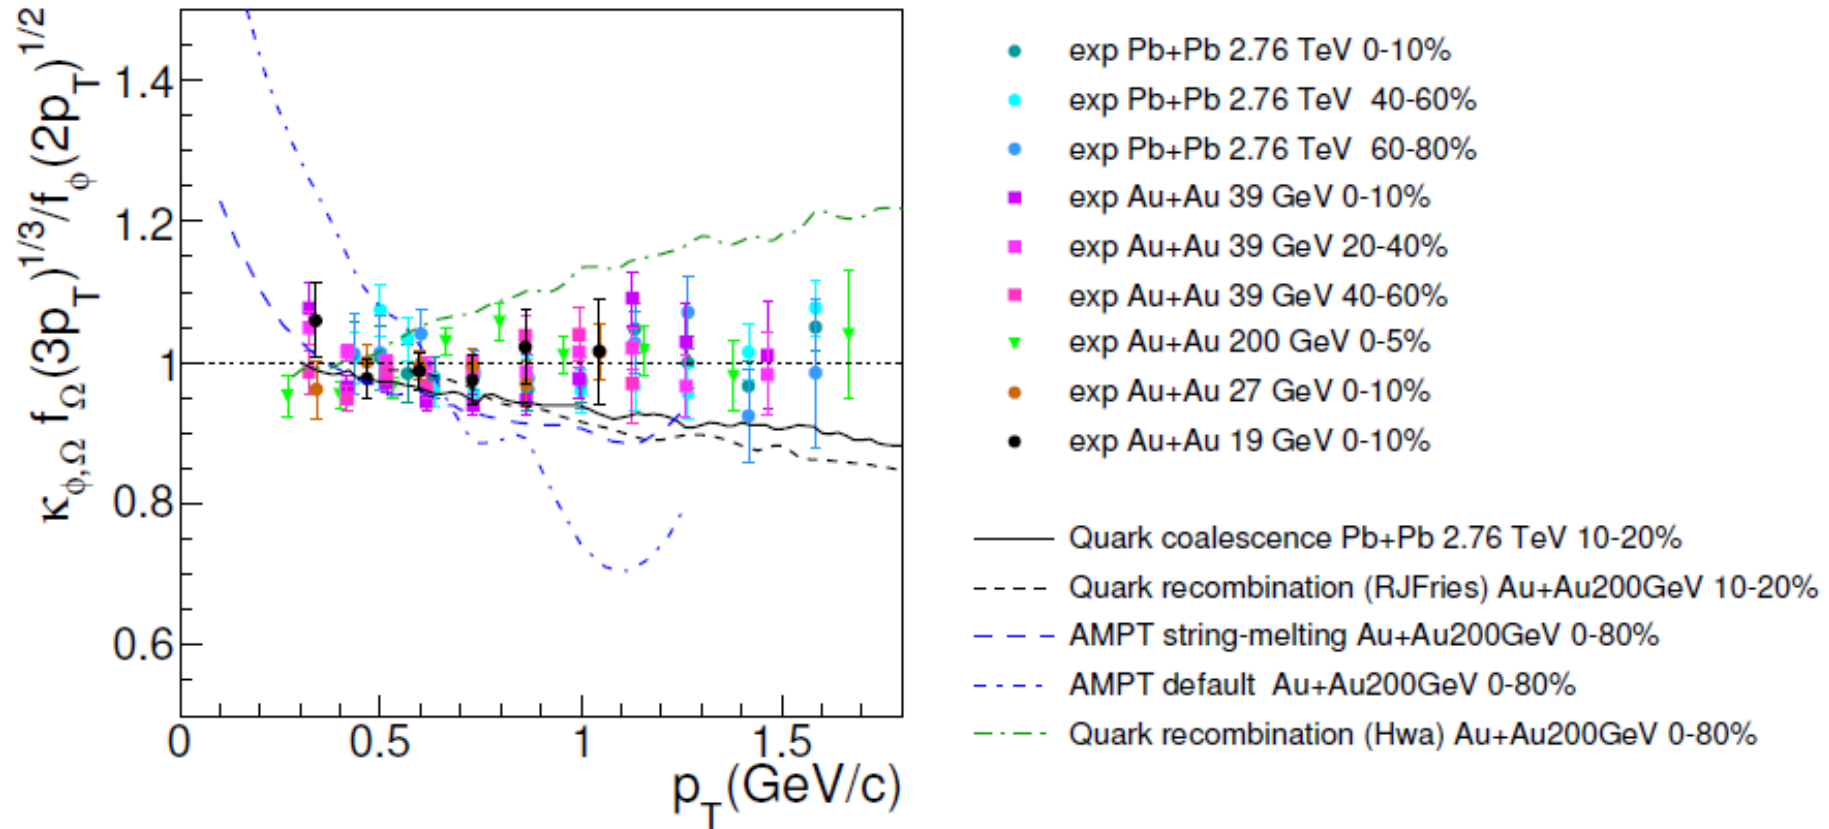 κϕ,Ω fΩ(3pT)1/3/fϕ(2pT)1/2
1.4
1.2
1
0.8
0.6
0
0.5
1
1.5
pT(GeV/c)
exp Pb+Pb 2.76 TeV 0-10%
exp Pb+Pb 2.76 TeV 40-60%
exp Pb+Pb 2.76 TeV 60-80%
exp Au+Au 39 GeV 0-10%
exp Au+Au 39 GeV 20-40%
exp Au+Au 39 GeV 40-60%
exp Au+Au 200 GeV 0-5%
exp Au+Au 27 GeV 0-10%
exp Au+Au 19 GeV 0-10%
Quark coalescence Pb+Pb 2.76 TeV 10-20%
Quark recombination (RJFries) Au+Au200GeV 10-20%
AMPT string-melting Au+Au200GeV 0-80%
AMPT default Au+Au200GeV 0-80%
Quark recombination (Hwa) Au+Au200GeV 0-80%